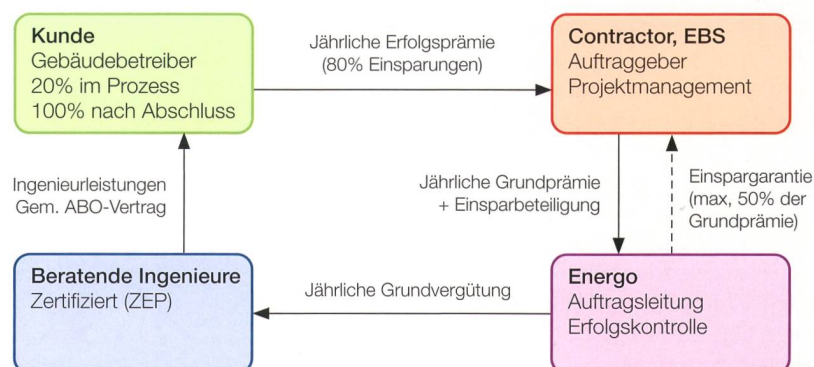 Kunde
Gebäudebetreiber
20% im Prozess
100% nach Abschluss
Jährliche Erfolgsprämie
(80% Einsparungen)
Contractor, EBS
Auftraggeber
Projektmanagement
Ingenieurleistungen
Gem. ABO-Vertrag
Jährliche Grundprämie
+ Einsparbeteiligung
Einspargarantie
(max, 50% der
Grundprämie)
Beratende Ingenieure
Zertifiziert (ZEP)
Jährliche Grundvergütung
Energo
Auftragsleitung
Erfolgskontrolle